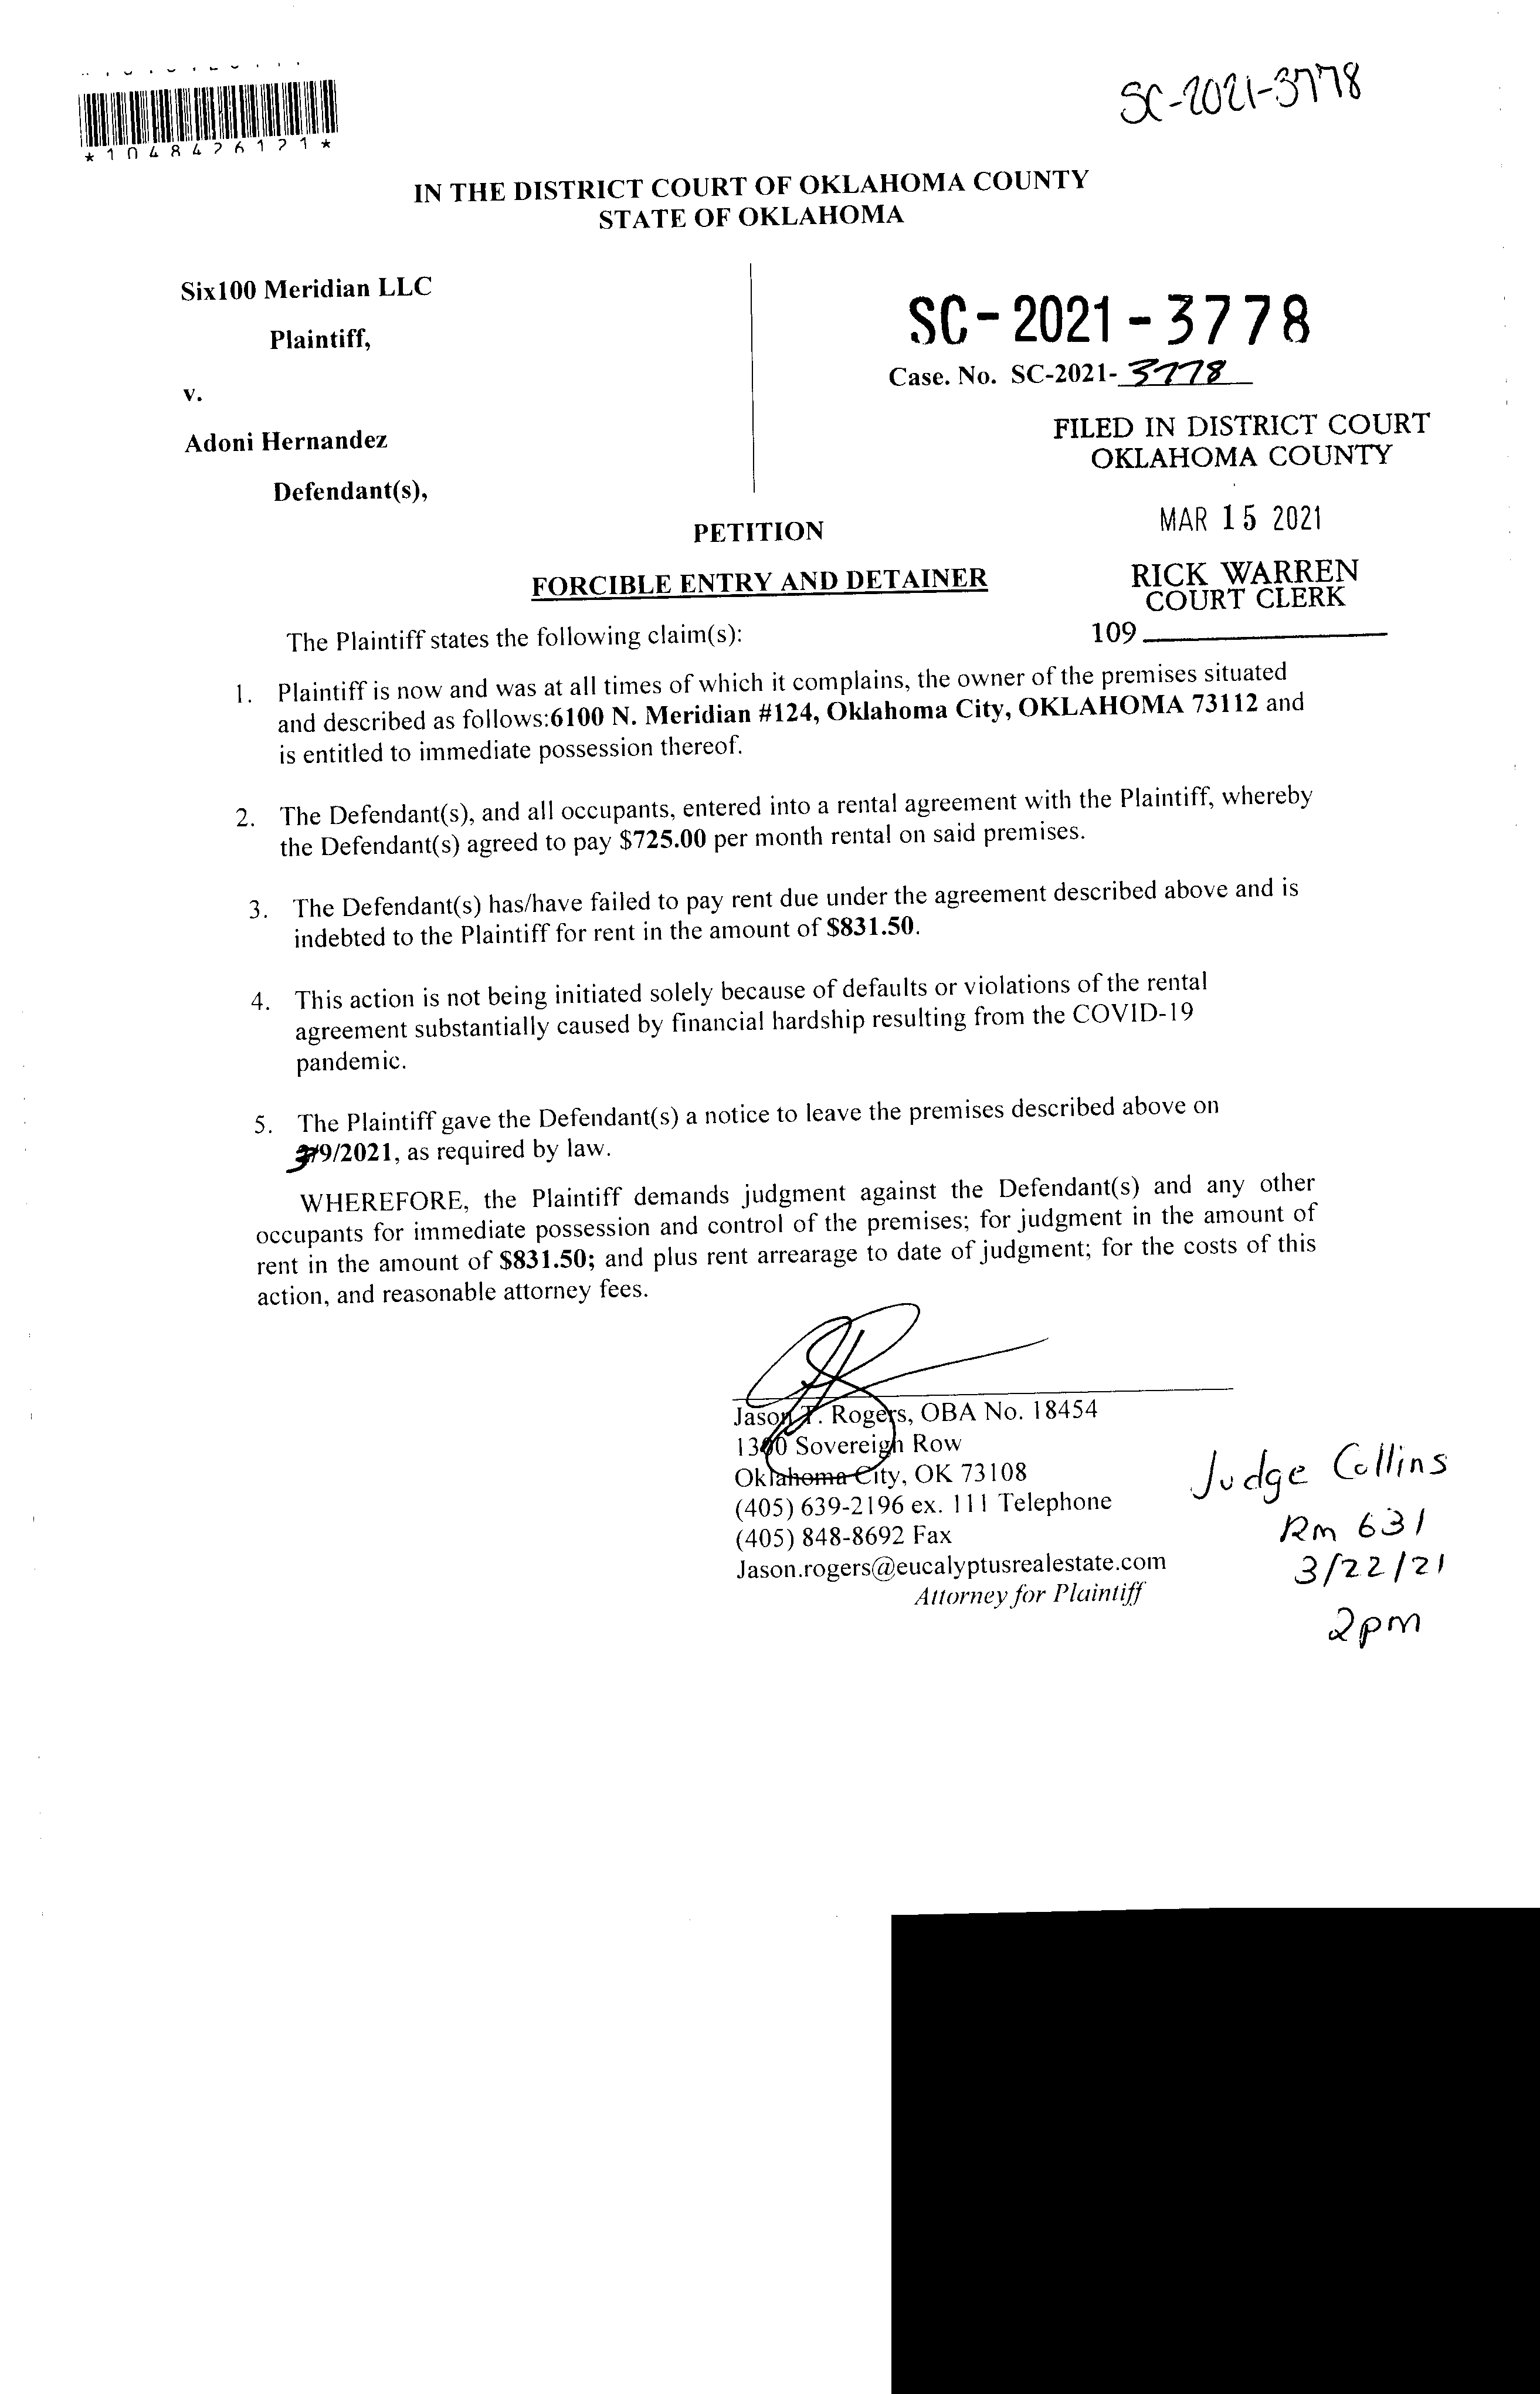 SC-2021-3778
*1048426121*
IN THE DISTRICT COURT OF OKLAHOMA COUNTY
STATE OF OKLAHOMA
Six100 Meridian LLC
Plaintiff,
v.
Adoni Hernandez
Defendant(s),
SC-2021-3778
Case. No. SC-2021-3778
FILED IN DISTRICT COURT
OKLAHOMA COUNTY
MAR 15 2021
RICK WARREN
COURT CLERK
109
PETITION
FORCIBLE ENTRY AND DETAINER
The Plaintiff states the following claim(s):
1. Plaintiff is now and was at all times of which it complains, the owner of the premises situated
and described as follows:6100 N. Meridian #124, Oklahoma City, OKLAHOMA 73112 and
is entitled to immediate possession thereof.
2. The Defendant(s), and all occupants, entered into a rental agreement with the Plaintiff, whereby
the Defendant(s) agreed to pay $725.00 per month rental on said premises.
3. The Defendant(s) has/have failed to pay rent due under the agreement described above and is
indebted to the Plaintiff for rent in the amount of $831.50.
4. This action is not being initiated solely because of defaults or violations of the rental
agreement substantially caused by financial hardship resulting from the COVID-19
pandemic.
5. The Plaintiff gave the Defendant(s) a notice to leave the premises described above on
3/9/2021, as required by law.
WHEREFORE, the Plaintiff demands judgment against the Defendant(s) and any other
occupants for immediate possession and control of the premises; for judgment in the amount of
rent in the amount of $831.50; and plus rent arrearage to date of judgment; for the costs of this
action, and reasonable attorney fees.
Jason T. Rogers, OBA No. 18454
1300 Sovereign Row
Oklahoma City, OK 73108
(405) 639-2196 ex. 111 Telephone
(405) 848-8692 Fax
Jason.rogers@eucalyptusrealestate.com
Attorney for Plaintiff
Judge Collins
Rm 631
3/22/21
2pm